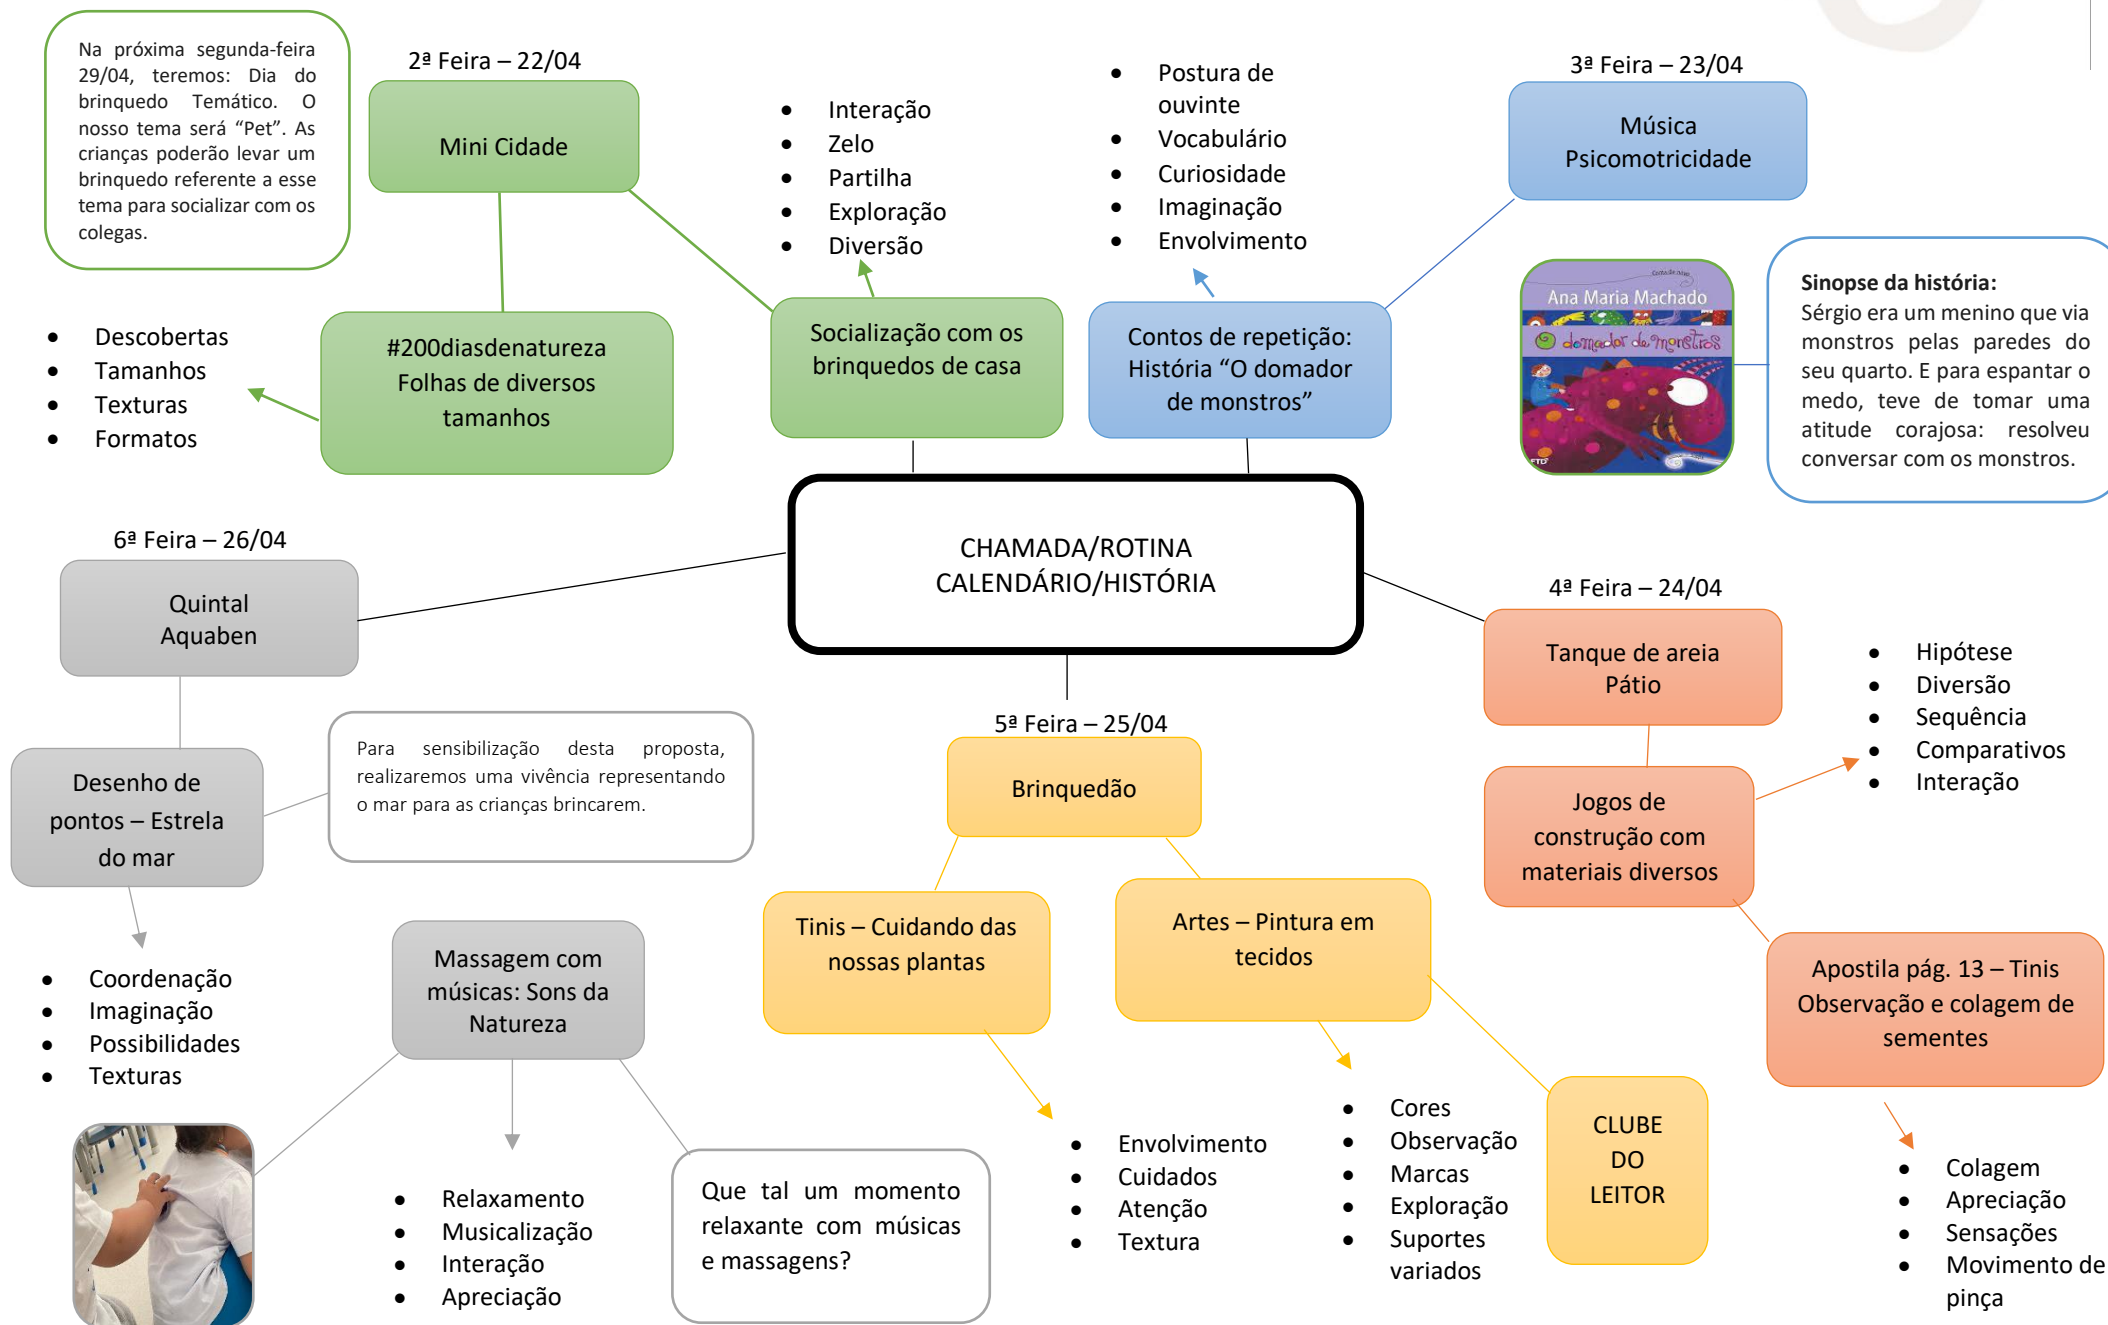 Na próxima segunda-feira
29/04, teremos: Dia do
brinquedo Temático. O
nosso tema será “Pet”. As
crianças poderão levar um
brinquedo referente a esse
tema para socializar com os
colegas.
2ª Feira – 22/04
Mini Cidade
• Interação
• Zelo
• Partilha
• Exploração
• Diversão
• Postura de
ouvinte
• Vocabulário
• Curiosidade
• Imaginação
• Envolvimento
3ª Feira – 23/04
Música
Psicomotricidade
• Descobertas
• Tamanhos
• Texturas
• Formatos
#200diasdenatureza
Folhas de diversos
tamanhos
Socialização com os
brinquedos de casa
Contos de repetição:
História “O domador
de monstros”
Ana Maria Machado
O domador de monstros
FTD
Sinopse da história:
Sérgio era um menino que via
monstros pelas paredes do
seu quarto. E para espantar o
medo, teve de tomar uma
atitude corajosa: resolveu
conversar com os monstros.
CHAMADA/ROTINA
CALENDÁRIO/HISTÓRIA
6ª Feira – 26/04
Quintal
Aquaben
Desenho de
pontos – Estrela
do mar
Para sensibilização desta proposta,
realizaremos uma vivência representando
o mar para as crianças brincarem.
• Coordenação
• Imaginação
• Possibilidades
• Texturas
Massagem com
músicas: Sons da
Natureza
• Relaxamento
• Musicalização
• Interação
• Apreciação
Que tal um momento
relaxante com músicas
e massagens?
5ª Feira – 25/04
Brinquedão
Tinis – Cuidando das
nossas plantas
Artes – Pintura em
tecidos
• Envolvimento
• Cuidados
• Atenção
• Textura
• Cores
• Observação
• Marcas
• Exploração
• Suportes
variados
CLUBE
DO
LEITOR
4ª Feira – 24/04
Tanque de areia
Pátio
• Hipótese
• Diversão
• Sequência
• Comparativos
• Interação
Jogos de
construção com
materiais diversos
Apostila pág. 13 – Tinis
Observação e colagem de
sementes
• Colagem
• Apreciação
• Sensações
• Movimento de
pinça